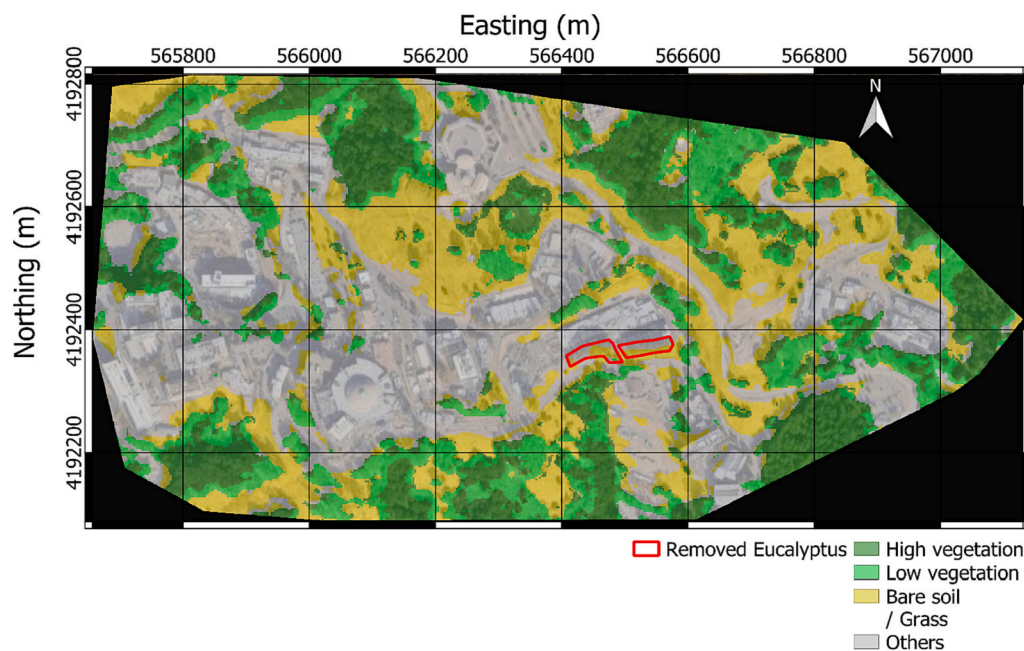 Easting (m)
565800 566000 566200 566400 566600 566800 567000
Northing (m)
4192800
4192600
4192400
4192200
N
Removed Eucalyptus
High vegetation
Low vegetation
Bare soil
/ Grass
Others